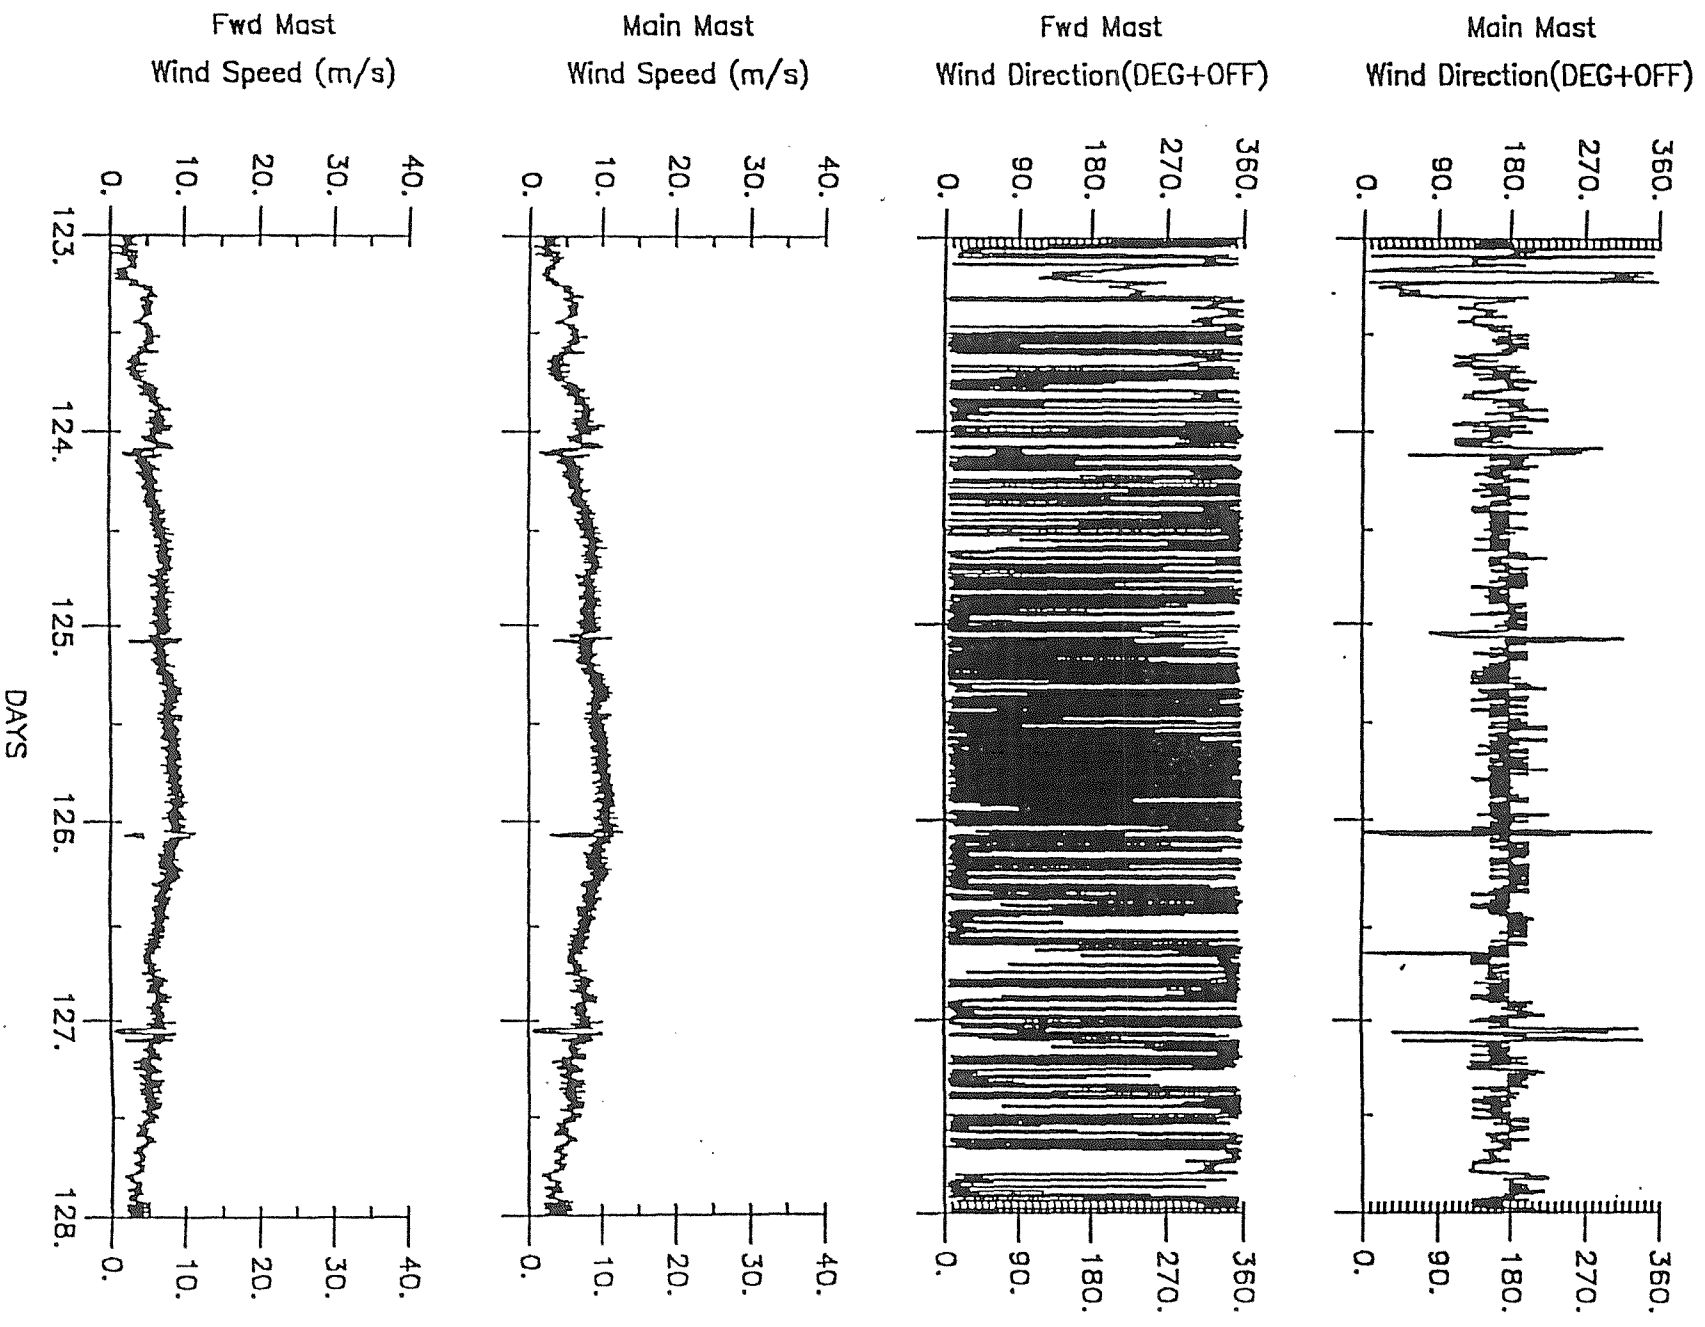 Fwd Mast
Wind Speed (m/s)
Main Mast
Wind Speed (m/s)
Fwd Mast
Wind Direction(DEG+OFF)
Main Mast
Wind Direction(DEG+OFF)
0. 10. 20. 30. 40.
0. 10. 20. 30. 40.
0. 90. 180. 270. 360.
0. 90. 180. 270. 360.
123.
124.
125.
126.
127.
128.
DAYS
0. 10. 20. 30. 40.
0. 10. 20. 30. 40.
0. 90. 180. 270. 360.
0. 90. 180. 270. 360.